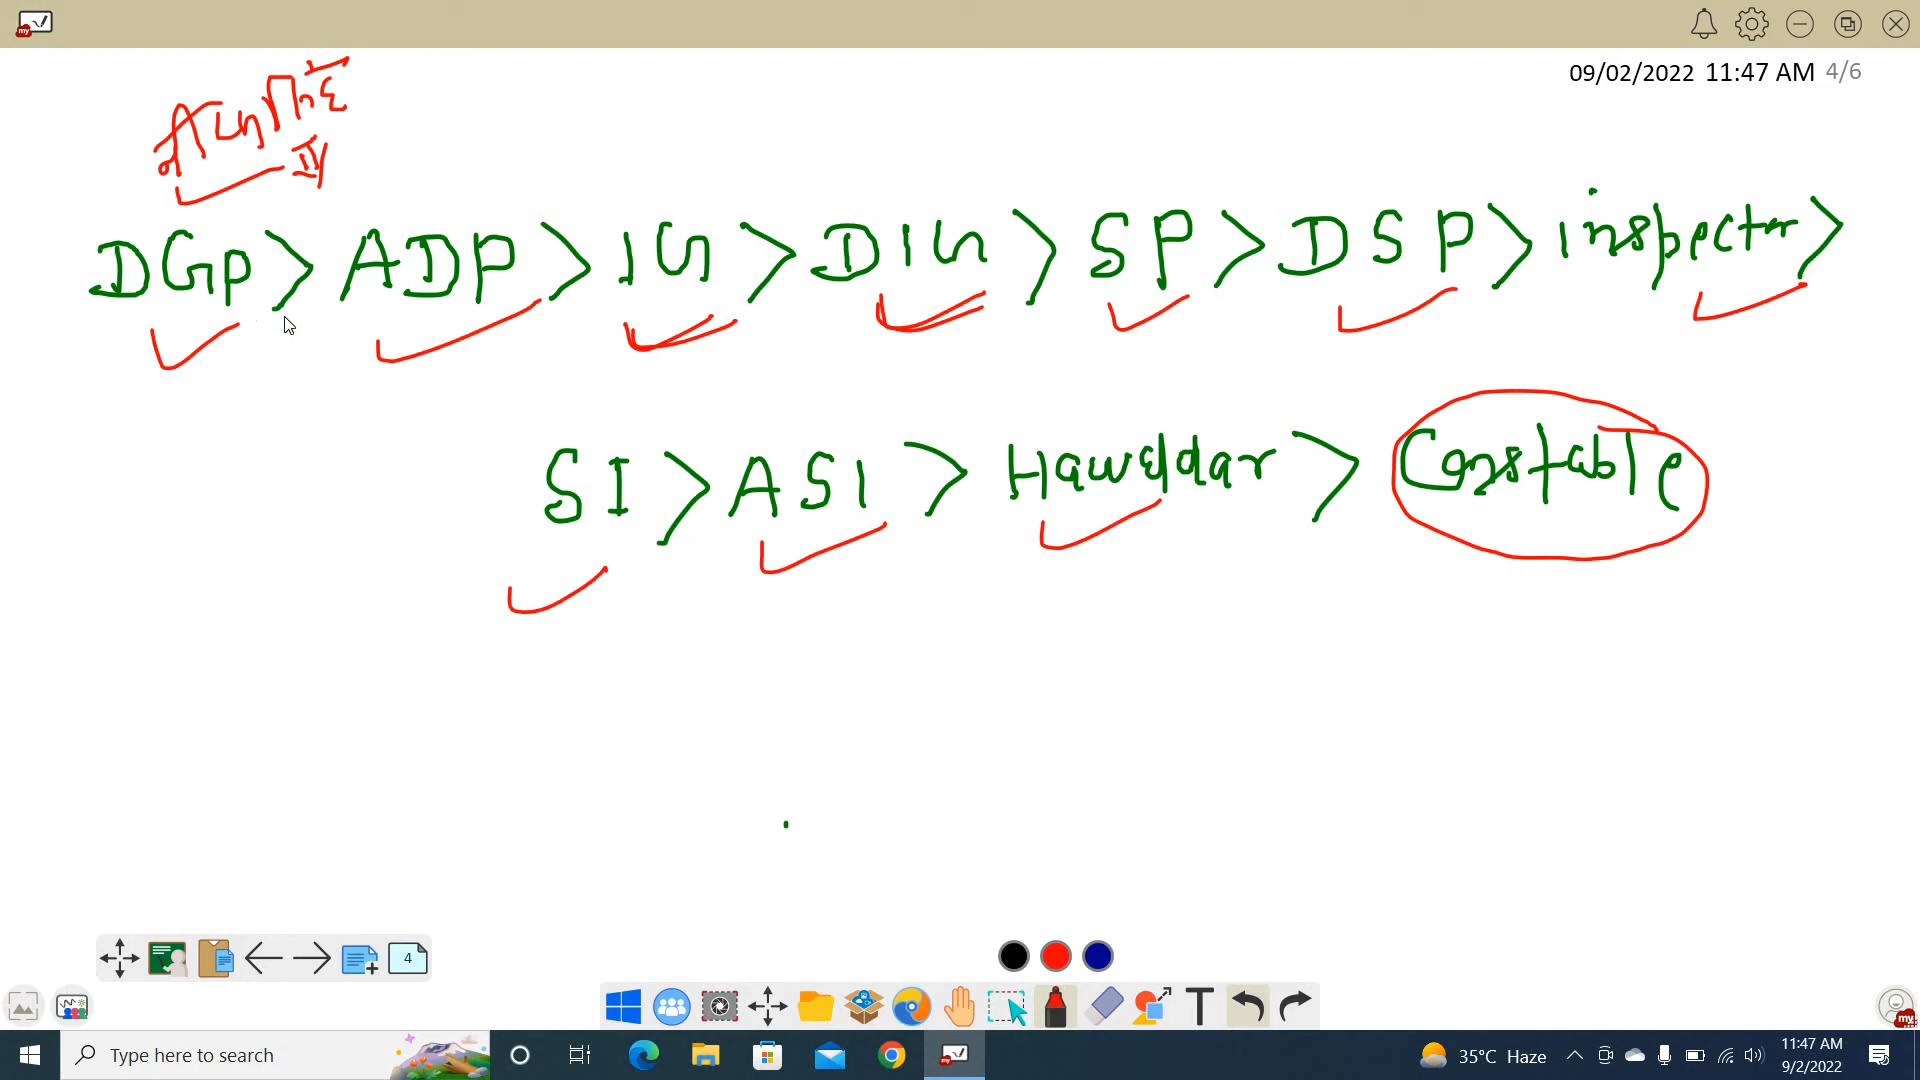 09/02/2022 11:47 AM 4/6
DGP > ADP > IG > DIG > SP > DSP > inspector >
SI > ASI > Hawaldar > Constable
4
T
Type here to search
35°C Haze
11:47 AM
9/2/2022